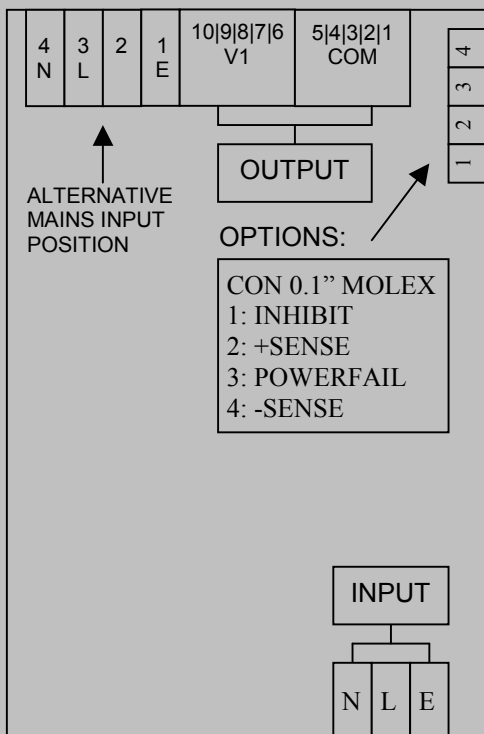 4 3 2 1 10|9|8|7|6 5|4|3|2|1
N L E V1 COM
4
3
2
1
OUTPUT
ALTERNATIVE
MAINS INPUT
POSITION
OPTIONS:
CON 0.1” MOLEX
1: INHIBIT
2: +SENSE
3: POWERFAIL
4: -SENSE
INPUT
N L E